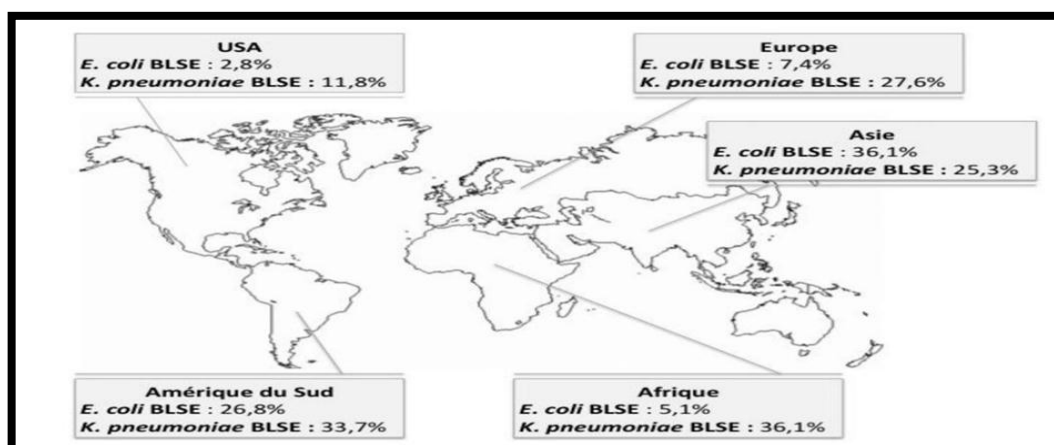 USA
E. coli BLSE : 2,8%
K. pneumoniae BLSE : 11,8%
Europe
E. coli BLSE : 7,4%
K. pneumoniae BLSE : 27,6%
Asie
E. coli BLSE : 36,1%
K. pneumoniae BLSE : 25,3%
Amérique du Sud
E. coli BLSE : 26,8%
K. pneumoniae BLSE : 33,7%
Afrique
E. coli BLSE : 5,1%
K. pneumoniae BLSE : 36,1%